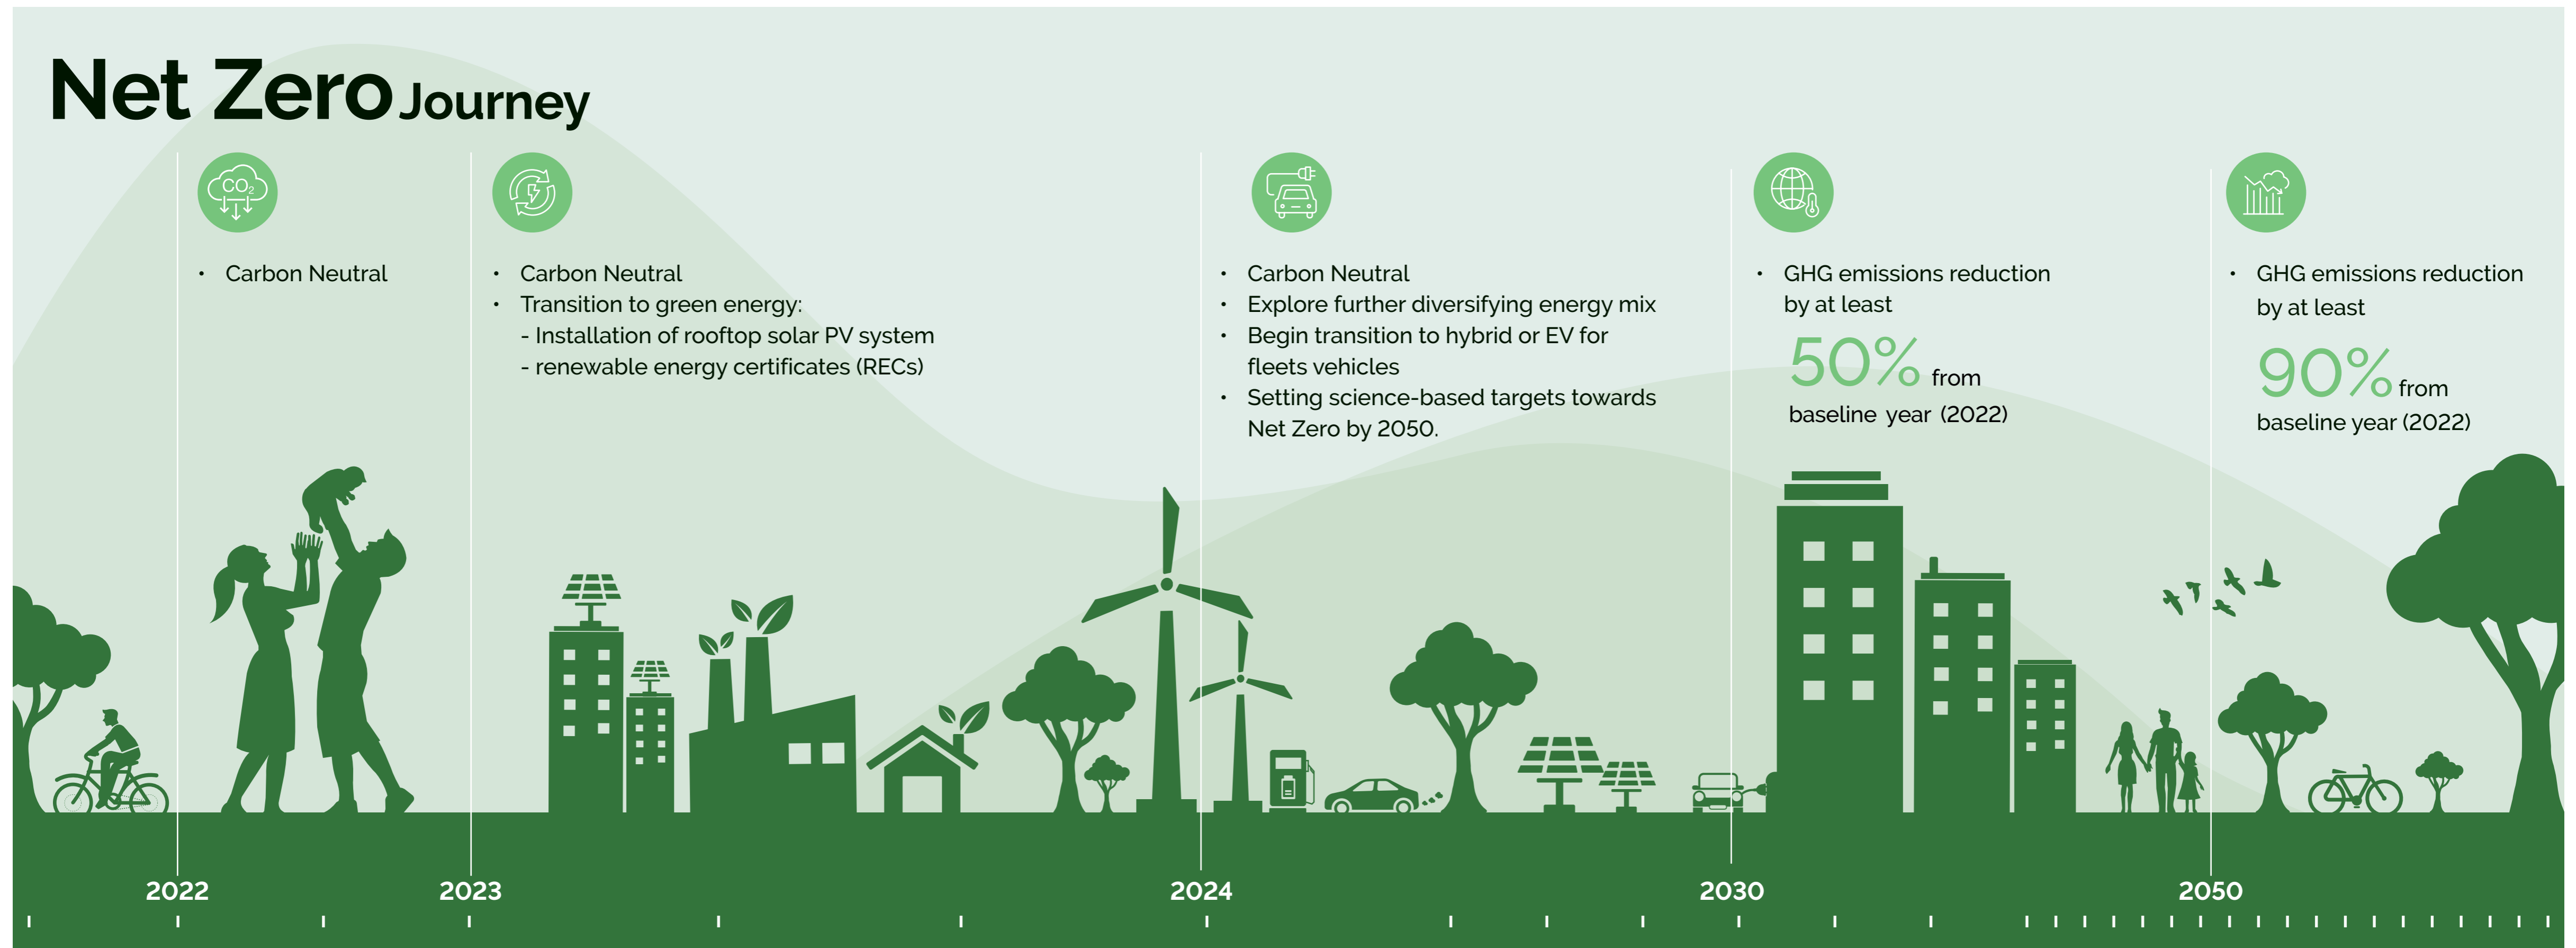 Net Zero Journey
CO2
• Carbon Neutral
• Carbon Neutral
• Transition to green energy:
- Installation of rooftop solar PV system
- renewable energy certificates (RECs)
• Carbon Neutral
• Explore further diversifying energy mix
• Begin transition to hybrid or EV for
fleets vehicles
• Setting science-based targets towards
Net Zero by 2050.
• GHG emissions reduction
by at least
50% from
baseline year (2022)
• GHG emissions reduction
by at least
90% from
baseline year (2022)
2022
2023
2024
2030
2050